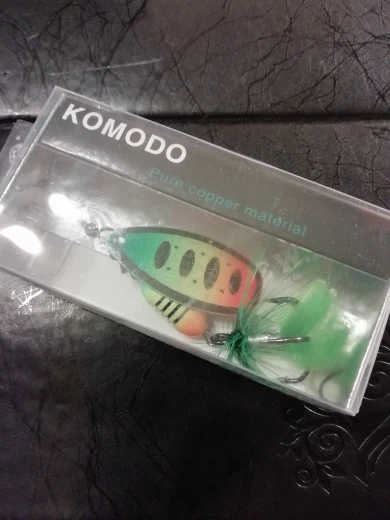 KOMODO
Pure copper material